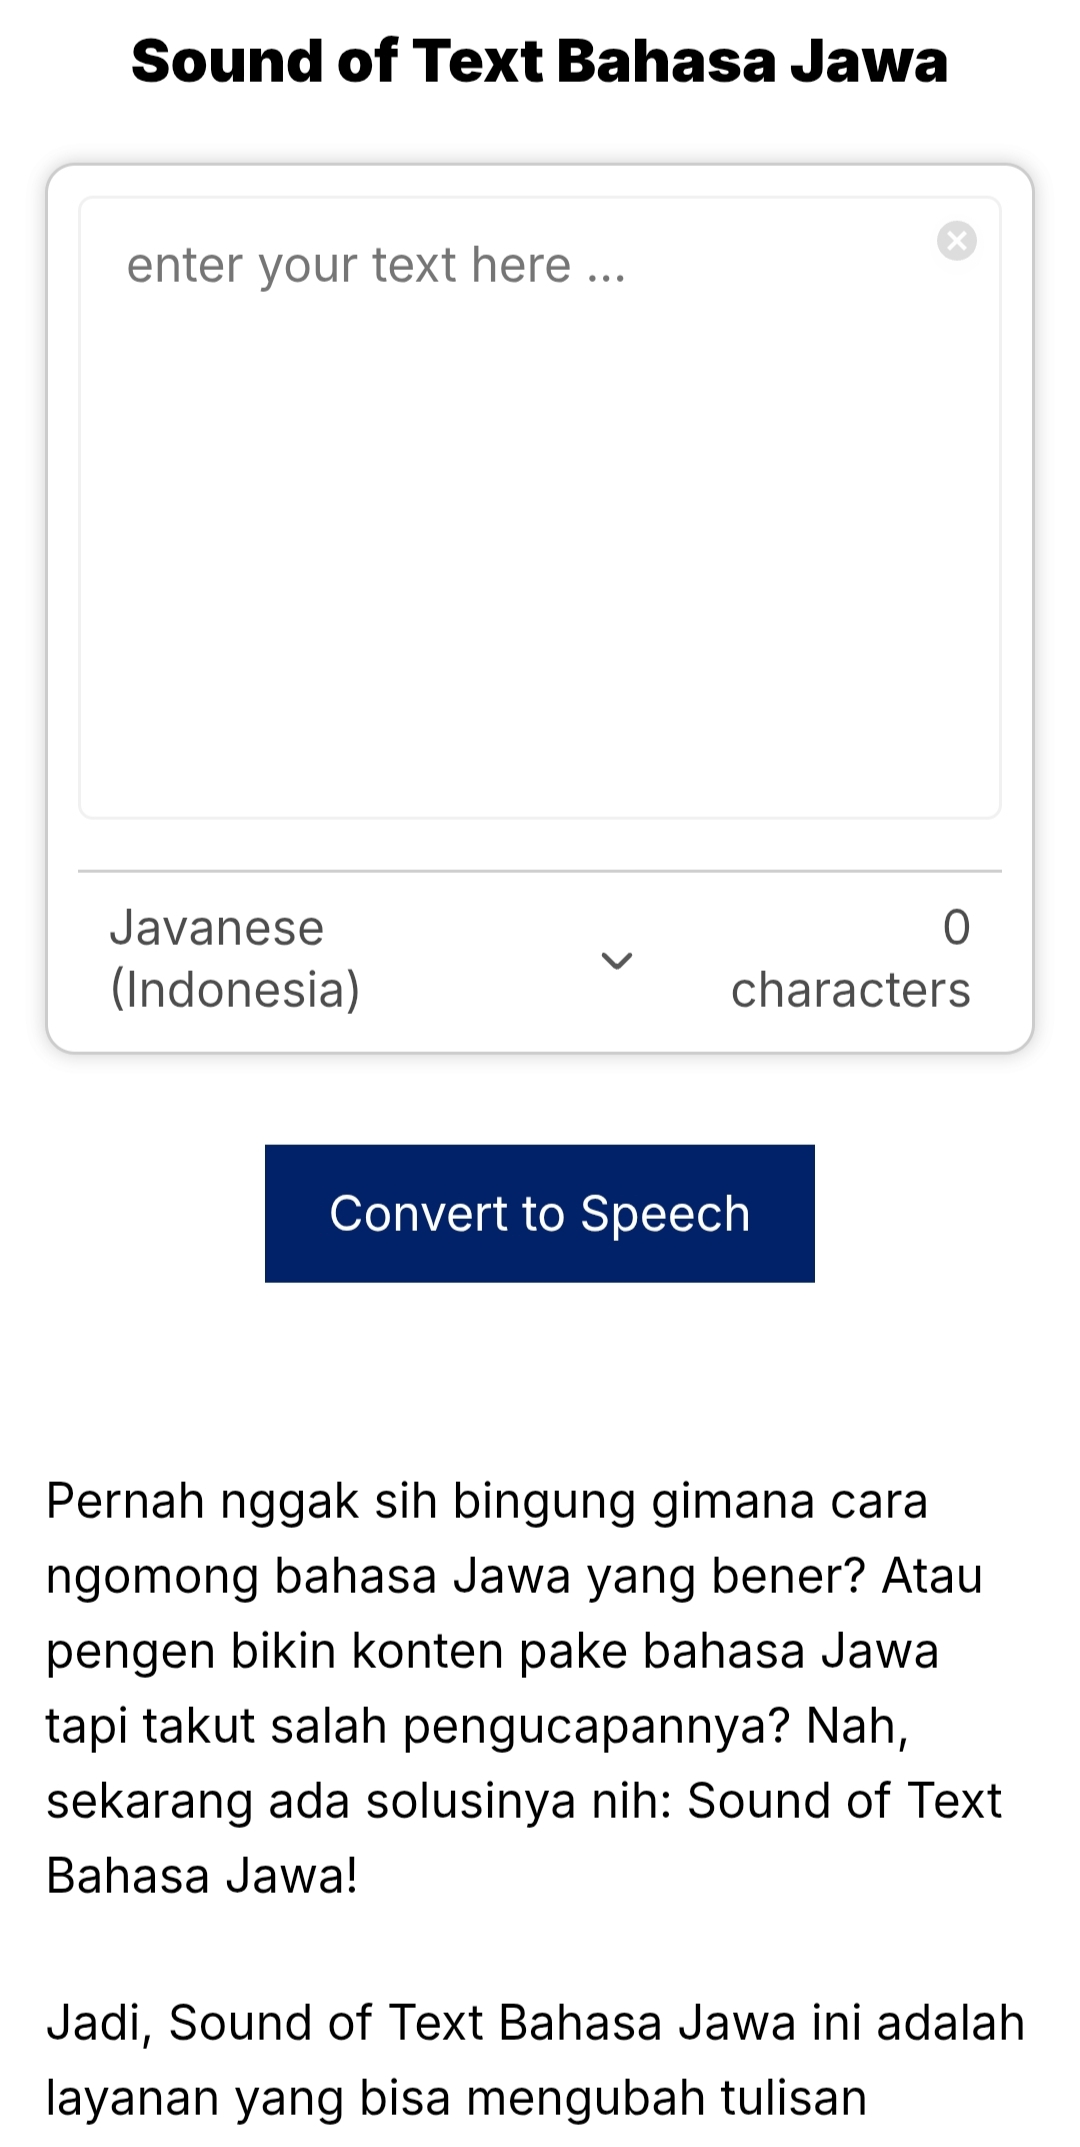 Sound of Text Bahasa Jawa
enter your text here ...
Javanese
(Indonesia)
0
characters
Convert to Speech
Pernah nggak sih bingung gimana cara
ngomong bahasa Jawa yang bener? Atau
pengen bikin konten pake bahasa Jawa
tapi takut salah pengucapannya? Nah,
sekarang ada solusinya nih: Sound of Text
Bahasa Jawa!
Jadi, Sound of Text Bahasa Jawa ini adalah
layanan yang bisa mengubah tulisan